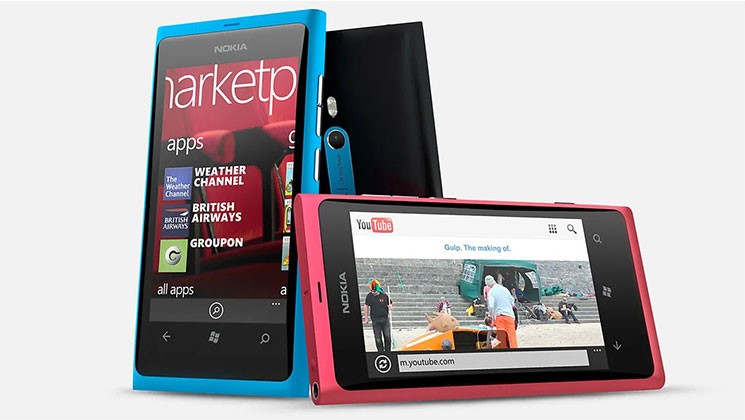 NOKIA
marketp
apps
The
Weather
Channel
WEATHER
CHANNEL
BRITISH
AIRWAYS
BRITISH
AIRWAYS
GROUPON
all apps
NOKIA
YouTube
Gulp. The making of.
m.youtube.com